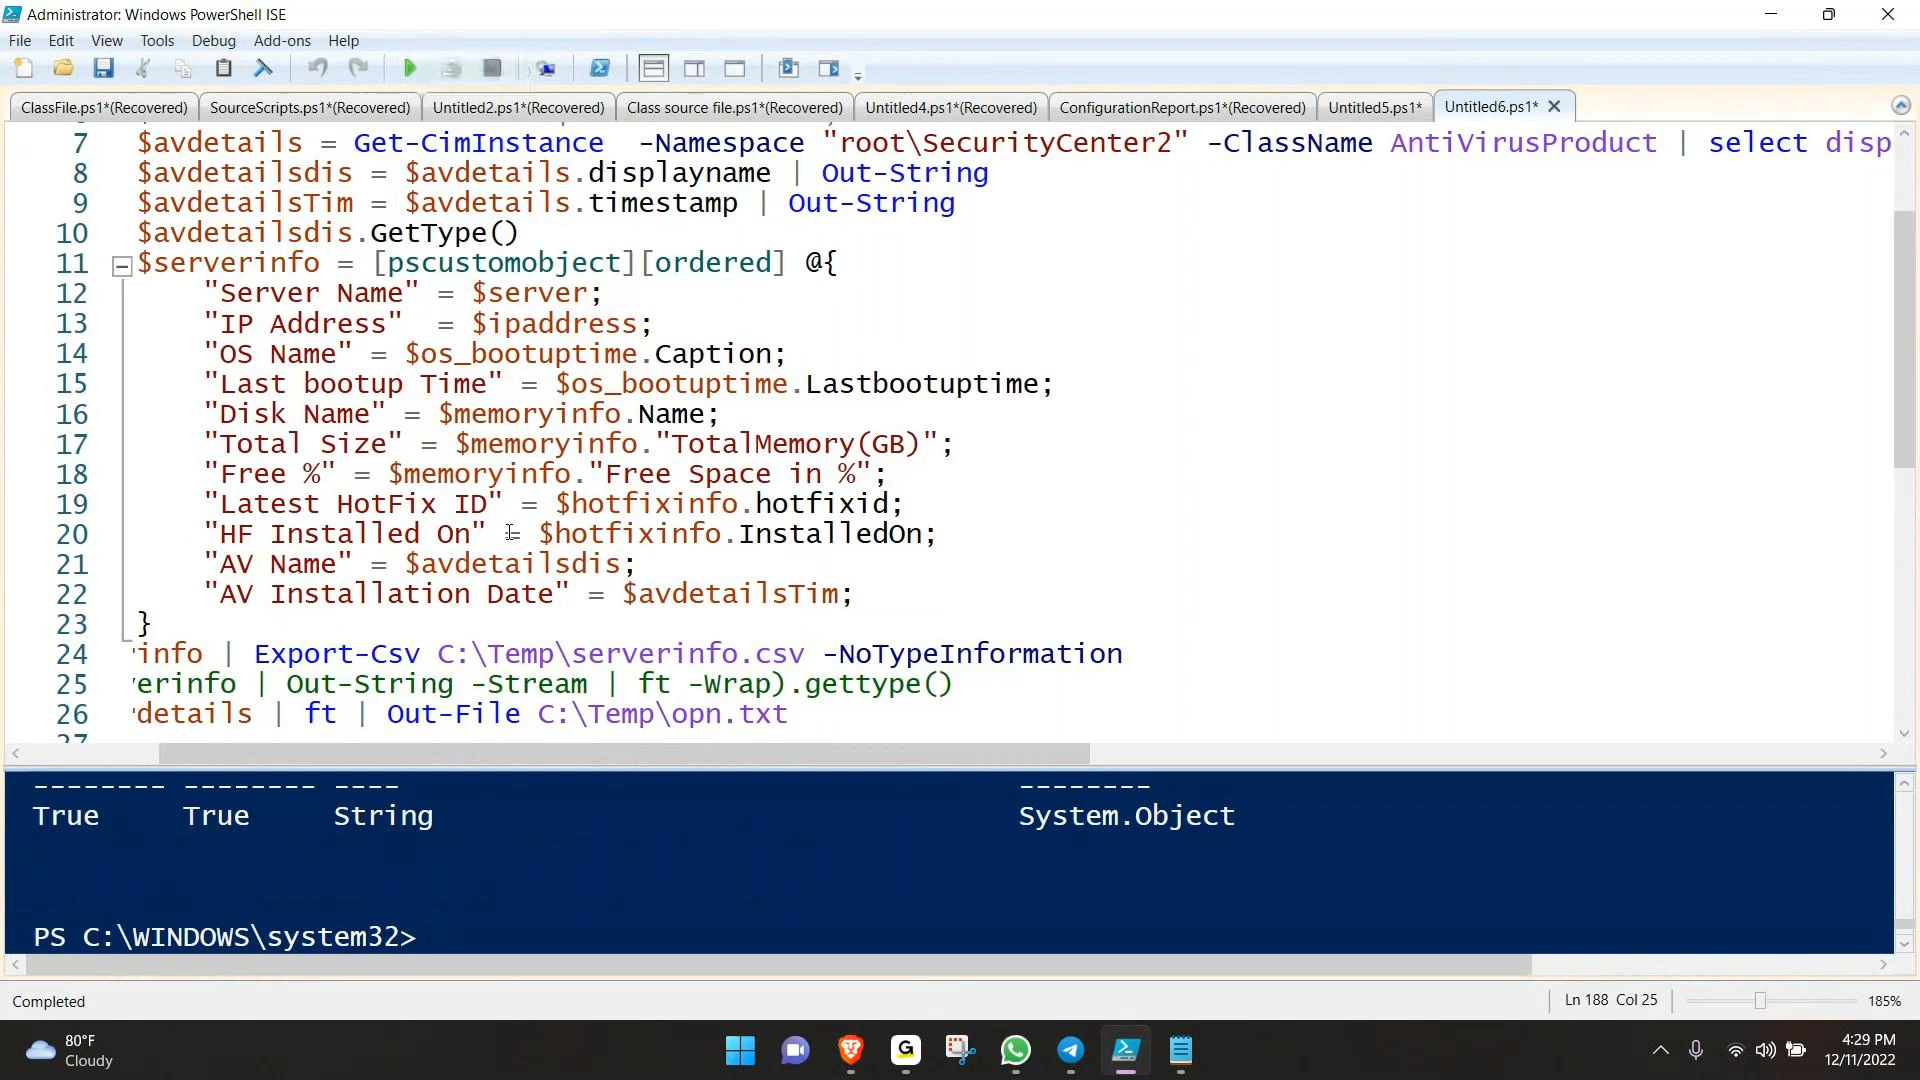 Administrator: Windows PowerShell ISE
File Edit View Tools Debug Add-ons Help
ClassFile.ps1*(Recovered) SourceScripts.ps1*(Recovered) Untitled2.ps1*(Recovered) Class source file.ps1*(Recovered) Untitled4.ps1*(Recovered) ConfigurationReport.ps1*(Recovered) Untitled5.ps1* Untitled6.ps1*
7 $avdetails = Get-CimInstance -Namespace "root\SecurityCenter2" -ClassName AntiVirusProduct | select disp
8 $avdetailsdis = $avdetails.displayname | Out-String
9 $avdetailsTim = $avdetails.timestamp | Out-String
10 $avdetailsdis.GetType()
11 $serverinfo = [pscustomobject][ordered] @{
12 "Server Name" = $server;
13 "IP Address" = $ipaddress;
14 "OS Name" = $os_bootuptime.Caption;
15 "Last bootup Time" = $os_bootuptime.Lastbootuptime;
16 "Disk Name" = $memoryinfo.Name;
17 "Total Size" = $memoryinfo."TotalMemory(GB)";
18 "Free %" = $memoryinfo."Free Space in %";
19 "Latest HotFix ID" = $hotfixinfo.hotfixid;
20 "HF Installed On" = $hotfixinfo.InstalledOn;
21 "AV Name" = $avdetailsdis;
22 "AV Installation Date" = $avdetailsTim;
23 }
24 info | Export-Csv C:\Temp\serverinfo.csv -NoTypeInformation
25 erinfo | Out-String -Stream | ft -Wrap).gettype()
26 details | ft | Out-File C:\Temp\opn.txt
27
-------- -------- ---- --------
True True String System.Object
PS C:\WINDOWS\system32>
Completed Ln 188 Col 25 185%
80°F
Cloudy
4:29 PM
12/11/2022